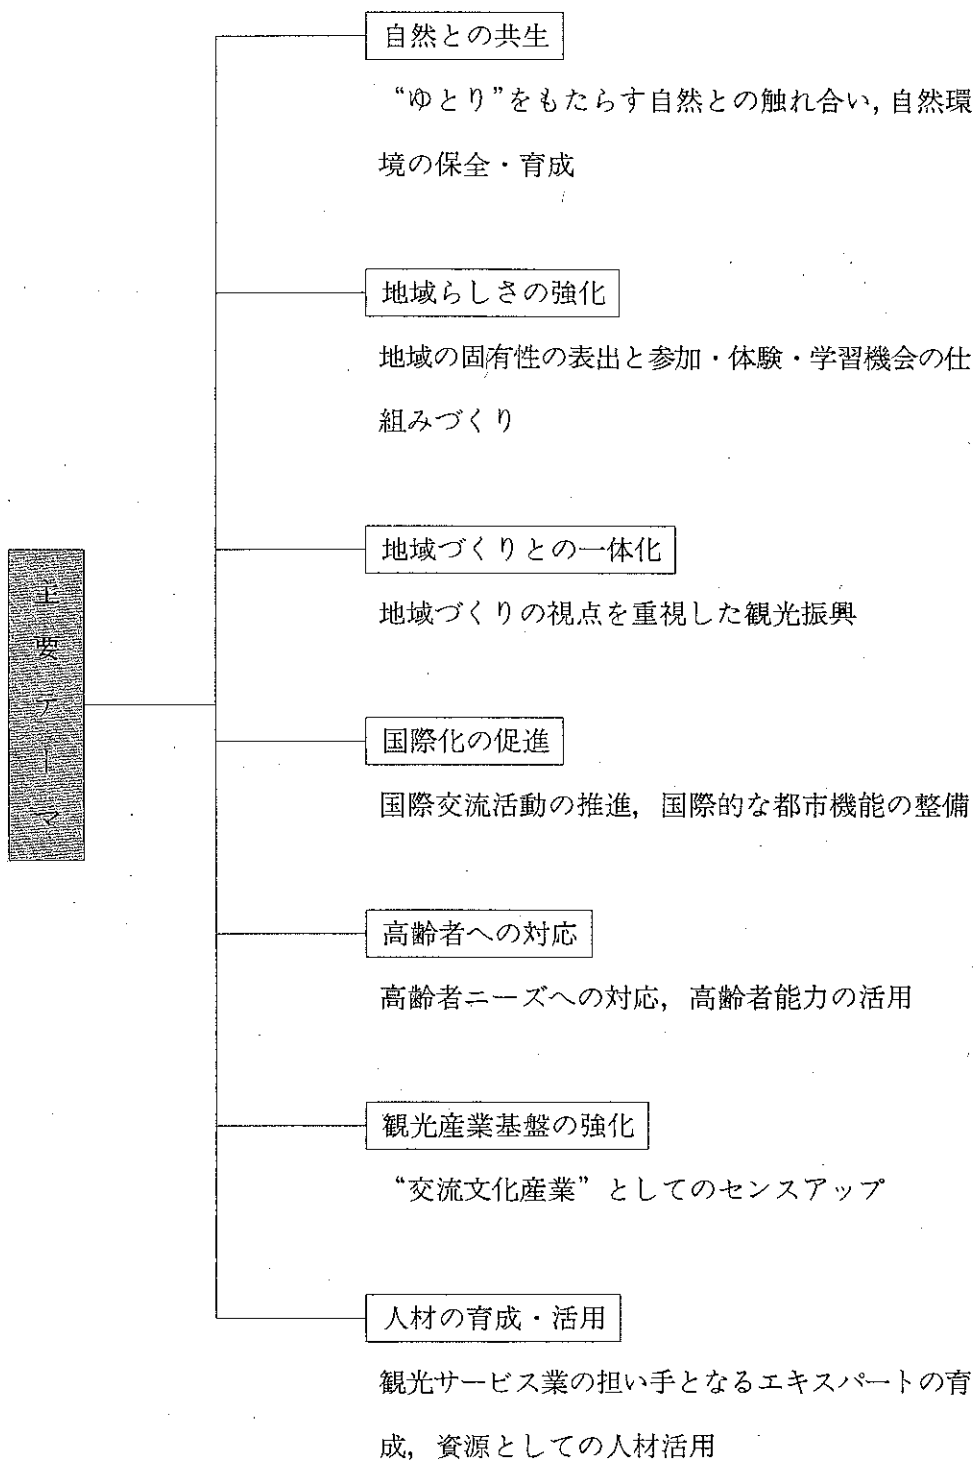 自然との共生
“ゆとり”をもたらす自然との触れ合い, 自然環
境の保全・育成
地域らしさの強化
地域の固有性の表出と参加・体験・学習機会の仕
組みづくり
地域づくりとの一体化
地域づくりの視点を重視した観光振興
主要テーマ
国際化の促進
国際交流活動の推進, 国際的な都市機能の整備
高齢者への対応
高齢者ニーズへの対応, 高齢者能力の活用
観光産業基盤の強化
“交流文化産業” としてのセンスアップ
人材の育成・活用
観光サービス業の担い手となるエキスパートの育
成, 資源としての人材活用